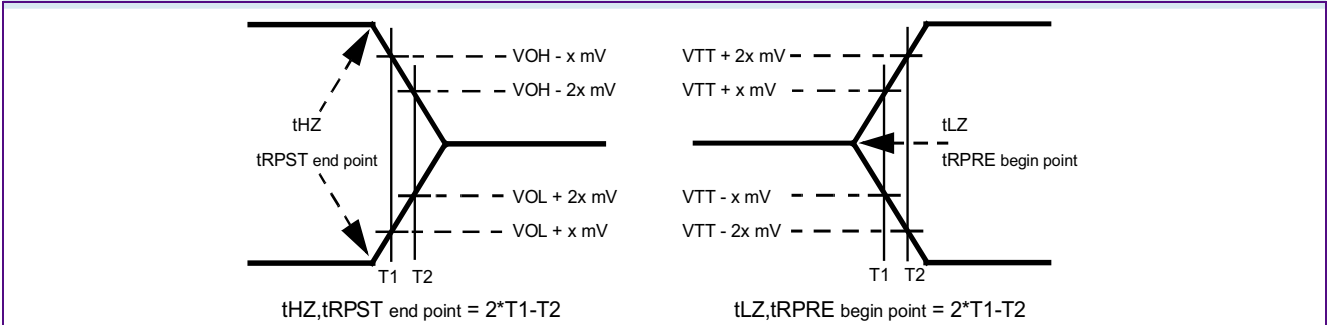 VOH - x mV
VOH - 2x mV
tHZ
tRPST end point
VOL + 2x mV
VOL + x mV
T1 T2
tHZ,tRPST end point = 2*T1-T2
VTT + 2x mV
VTT + x mV
tLZ
tRPRE begin point
VTT - x mV
VTT - 2x mV
T1 T2
tLZ,tRPRE begin point = 2*T1-T2